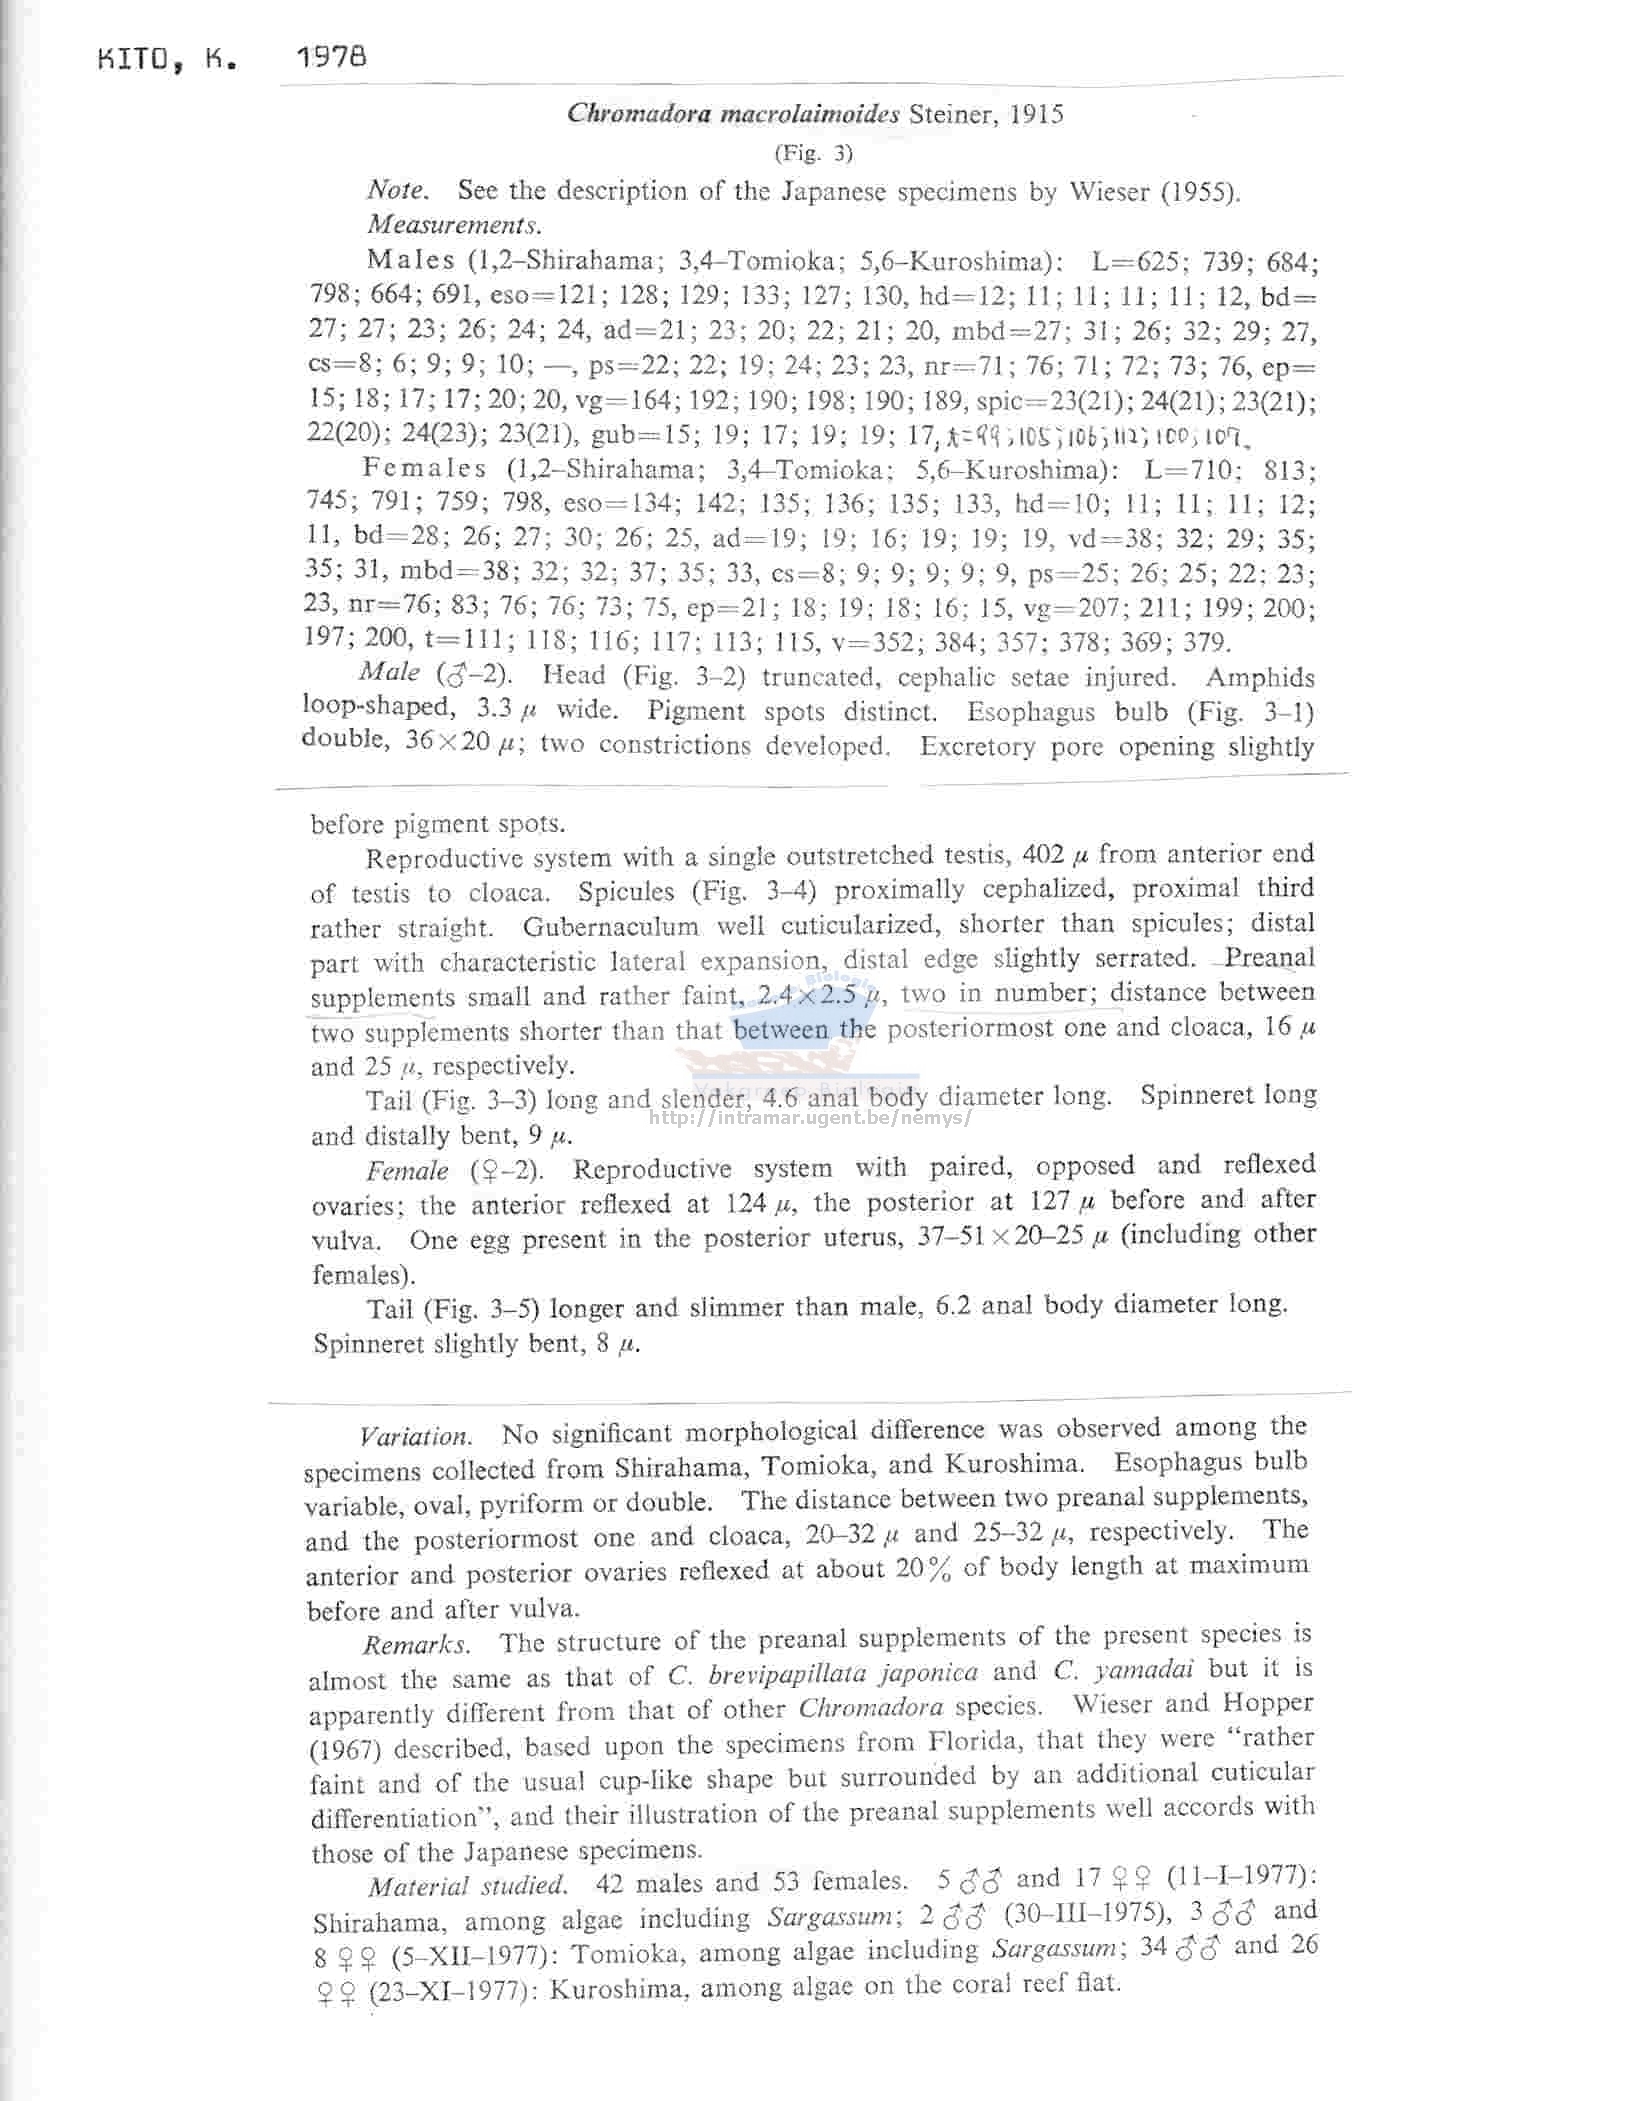 KITO, K. 1978
Chromadora macrolaimoides Steiner, 1915
(Fig. 3)
Note. See the description of the Japanese specimens by Wieser (1955).
Measurements.
Males (1,2–Shirahama; 3,4–Tomioka; 5,6–Kuroshima): L=625; 739; 684;
798; 664; 691, eso=121; 128; 129; 133; 127; 130, hd=12; 11; 11; 11; 11; 12, bd=
27; 27; 23; 26; 24; 24, ad=21; 23; 20; 22; 21; 20, mbd=27; 31; 26; 32; 29; 27,
cs=8; 6; 9; 9; 10; —, ps=22; 22; 19; 24; 23; 23, nr=71; 76; 71; 72; 73; 76, ep=
15; 18; 17; 17; 20; 20, vg=164; 192; 190; 198; 190; 189, spic=23(21); 24(21); 23(21);
22(20); 24(23); 23(21), gub=15; 19; 17; 19; 19; 17, t=99; 105; 106; 112; 100; 107.
Females (1,2–Shirahama; 3,4–Tomioka; 5,6–Kuroshima): L=710; 813;
745; 791; 759; 798, eso=134; 142; 135; 136; 135; 133, hd=10; 11; 11; 11; 12;
11, bd=28; 26; 27; 30; 26; 25, ad=19; 19; 16; 19; 19; 19, vd=38; 32; 29; 35;
35; 31, mbd=38; 32; 32; 37; 35; 33, cs=8; 9; 9; 9; 9; 9, ps=25; 26; 25; 22; 23;
23, nr=76; 83; 76; 76; 73; 75, ep=21; 18; 19; 18; 16; 15, vg=207; 211; 199; 200;
197; 200, t=111; 118; 116; 117; 113; 115, v=352; 384; 357; 378; 369; 379.
Male (♂–2). Head (Fig. 3–2) truncated, cephalic setae injured. Amphids
loop-shaped, 3.3 μ wide. Pigment spots distinct. Esophagus bulb (Fig. 3–1)
double, 36×20 μ; two constrictions developed. Excretory pore opening slightly
before pigment spots.
Reproductive system with a single outstretched testis, 402 μ from anterior end
of testis to cloaca. Spicules (Fig. 3–4) proximally cephalized, proximal third
rather straight. Gubernaculum well cuticularized, shorter than spicules; distal
part with characteristic lateral expansion, distal edge slightly serrated. Preanal
supplements small and rather faint, 2.4×2.5 μ, two in number; distance between
two supplements shorter than that between the posteriormost one and cloaca, 16 μ
and 25 μ, respectively.
Tail (Fig. 3–3) long and slender, 4.6 anal body diameter long. Spinneret long
http://intramar.ugent.be/nemys/
and distally bent, 9 μ.
Female (♀–2). Reproductive system with paired, opposed and reflexed
ovaries; the anterior reflexed at 124 μ, the posterior at 127 μ before and after
vulva. One egg present in the posterior uterus, 37–51×20–25 μ (including other
females).
Tail (Fig. 3–5) longer and slimmer than male, 6.2 anal body diameter long.
Spinneret slightly bent, 8 μ.
Variation. No significant morphological difference was observed among the
specimens collected from Shirahama, Tomioka, and Kuroshima. Esophagus bulb
variable, oval, pyriform or double. The distance between two preanal supplements,
and the posteriormost one and cloaca, 20–32 μ and 25–32 μ, respectively. The
anterior and posterior ovaries reflexed at about 20% of body length at maximum
before and after vulva.
Remarks. The structure of the preanal supplements of the present species is
almost the same as that of C. brevipapillata japonica and C. yamadai but it is
apparently different from that of other Chromadora species. Wieser and Hopper
(1967) described, based upon the specimens from Florida, that they were “rather
faint and of the usual cup-like shape but surrounded by an additional cuticular
differentiation”, and their illustration of the preanal supplements well accords with
those of the Japanese specimens.
Material studied. 42 males and 53 females. 5 ♂♂ and 17 ♀♀ (11–I–1977):
Shirahama, among algae including Sargassum; 2 ♂♂ (30–III–1975), 3 ♂♂ and
8 ♀♀ (5–XII–1977): Tomioka, among algae including Sargassum; 34 ♂♂ and 26
♀♀ (23–XI–1977): Kuroshima, among algae on the coral reef flat.